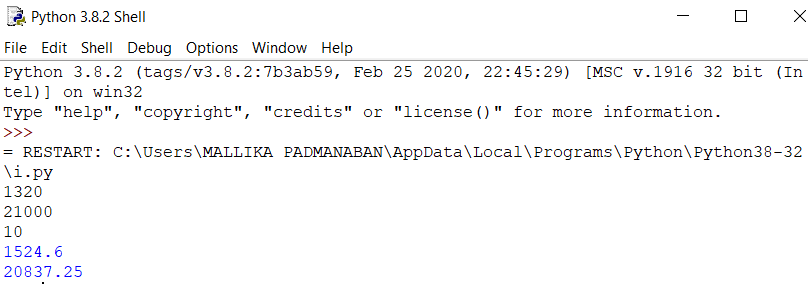 Python 3.8.2 Shell
File Edit Shell Debug Options Window Help
Python 3.8.2 (tags/v3.8.2:7b3ab59, Feb 25 2020, 22:45:29) [MSC v.1916 32 bit (In
tel)] on win32
Type "help", "copyright", "credits" or "license()" for more information.
>>>
= RESTART: C:\Users\MALLIKA PADMANABAN\AppData\Local\Programs\Python\Python38-32
\i.py
1320
21000
10
1524.6
20837.25